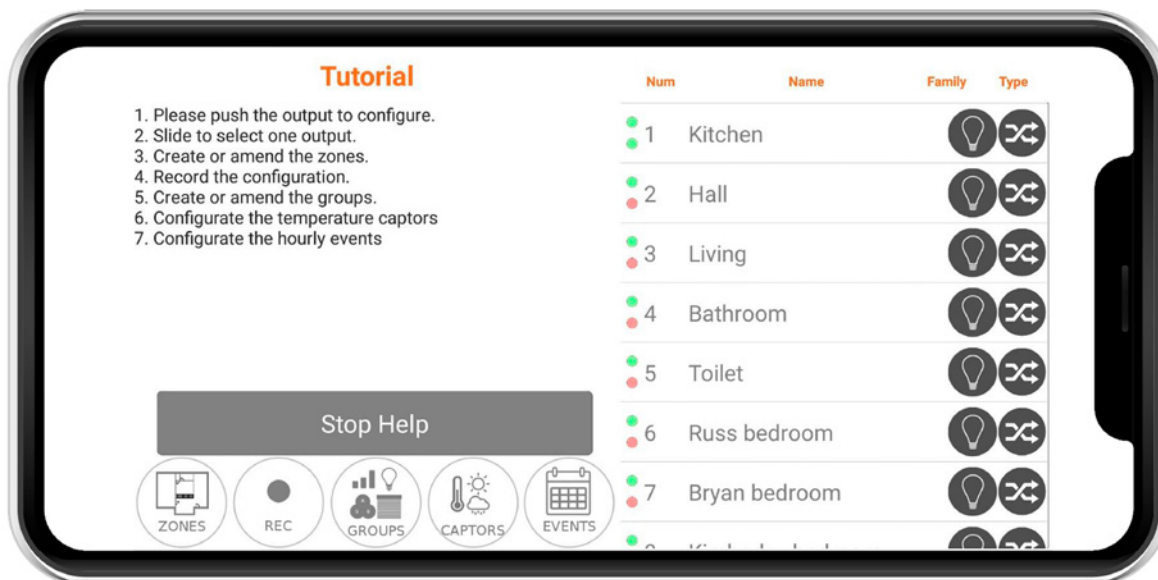 Tutorial
1. Please push the output to configure.
2. Slide to select one output.
3. Create or amend the zones.
4. Record the configuration.
5. Create or amend the groups.
6. Configurate the temperature captors
7. Configurate the hourly events
Stop Help
ZONES REC GROUPS CAPTORS EVENTS
Num Name Family Type
1 Kitchen
2 Hall
3 Living
4 Bathroom
5 Toilet
6 Russ bedroom
7 Bryan bedroom